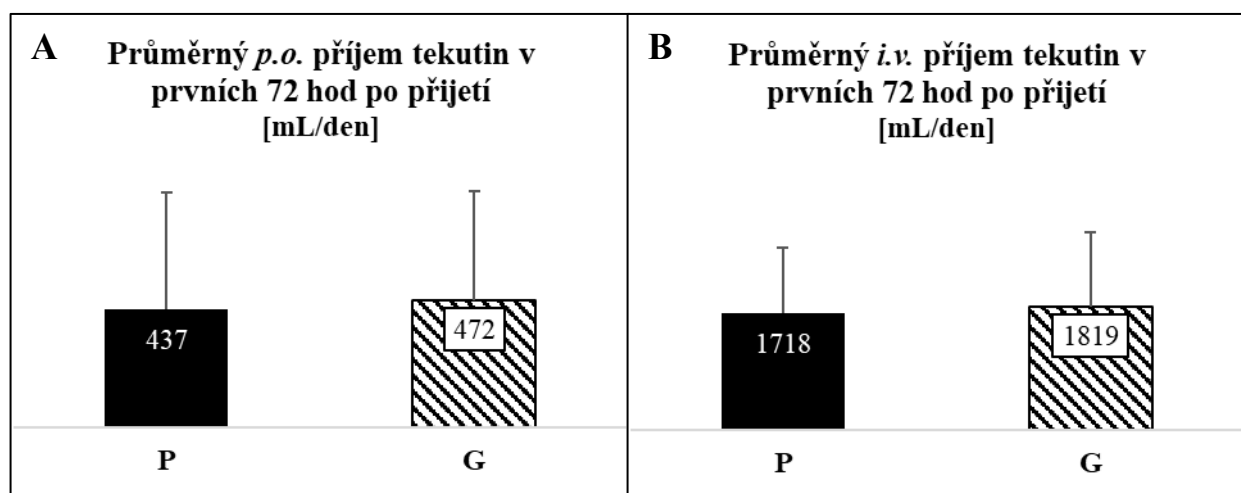 A
Průměrný p.o. příjem tekutin v
prvních 72 hod po přijetí
[mL/den]
437
472
P
G
B
Průměrný i.v. příjem tekutin v
prvních 72 hod po přijetí
[mL/den]
1718
1819
P
G